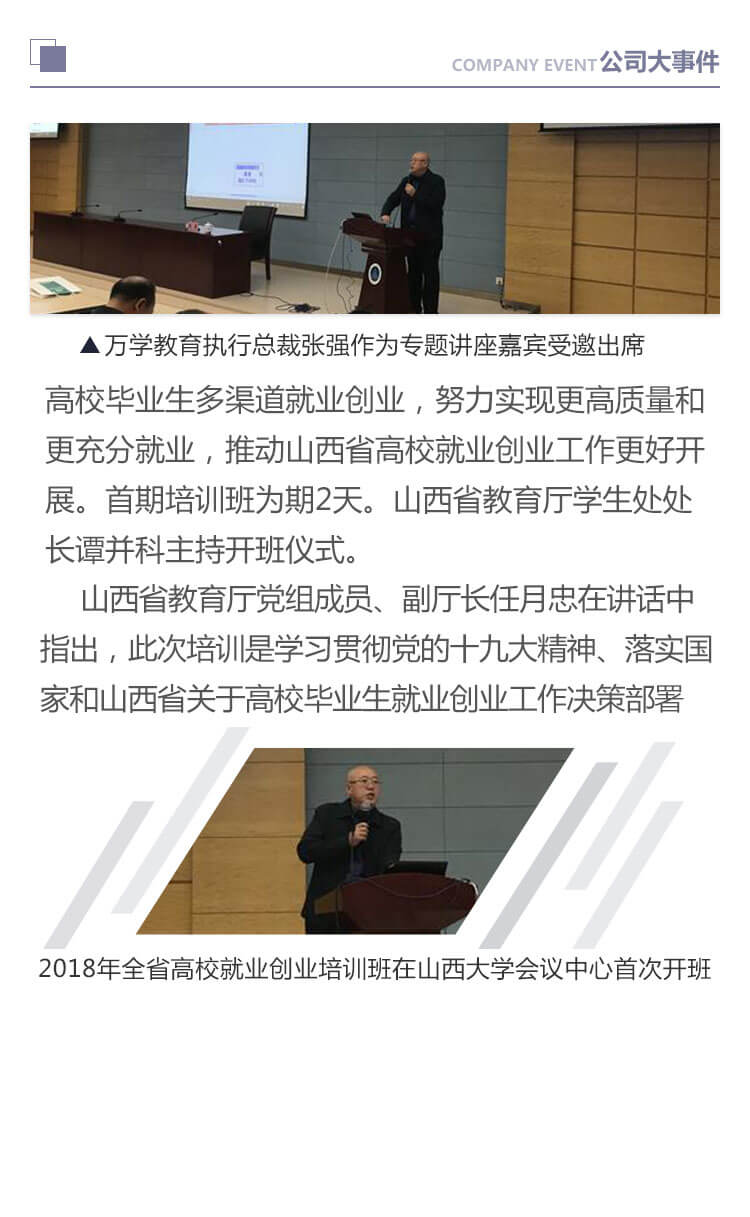 COMPANY EVENT公司大事件
▲万学教育执行总裁张强作为专题讲座嘉宾受邀出席
高校毕业生多渠道就业创业，努力实现更高质量和
更充分就业，推动山西省高校就业创业工作更好开
展。首期培训班为期2天。山西省教育厅学生处处
长谭并科主持开班仪式。
山西省教育厅党组成员、副厅长任月忠在讲话中
指出，此次培训是学习贯彻党的十九大精神、落实国
家和山西省关于高校毕业生就业创业工作决策部署
2018年全省高校就业创业培训班在山西大学会议中心首次开班